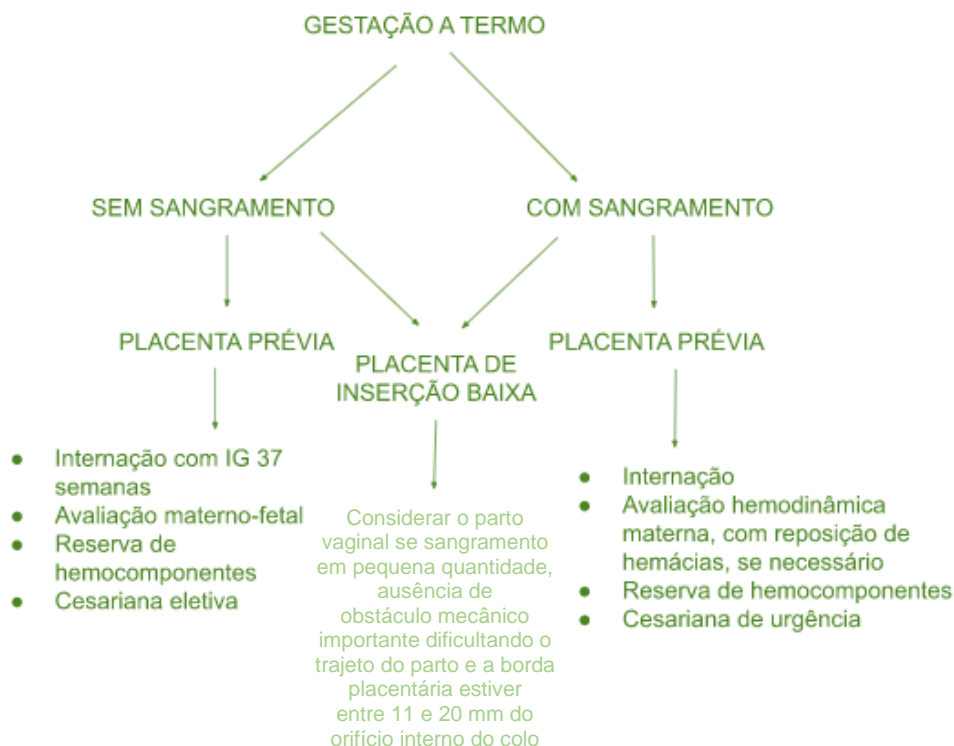 GESTAÇÃO A TERMO
SEM SANGRAMENTO
COM SANGRAMENTO
PLACENTA PRÉVIA
PLACENTA DE
INSERÇÃO BAIXA
PLACENTA PRÉVIA
● Internação com IG 37
semanas
● Avaliação materno-fetal
● Reserva de
hemocomponentes
● Cesariana eletiva
Considerar o parto
vaginal se sangramento
em pequena quantidade,
ausência de
obstáculo mecânico
importante dificultando o
trajeto do parto e a borda
placentária estiver
entre 11 e 20 mm do
orifício interno do colo
● Internação
● Avaliação hemodinâmica
materna, com reposição de
hemácias, se necessário
● Reserva de hemocomponentes
● Cesariana de urgência